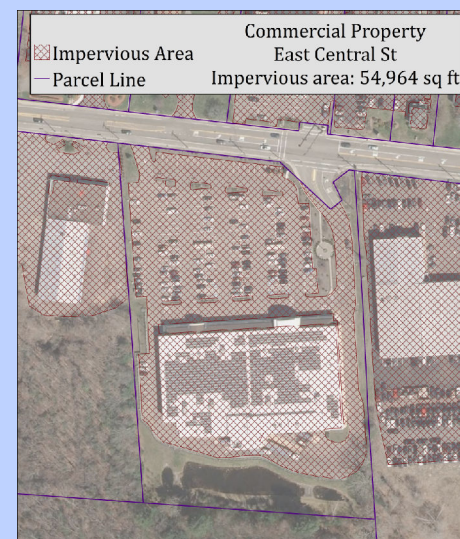 Commercial Property
East Central St
Impervious area: 54,964 sq ft
Impervious Area
Parcel Line